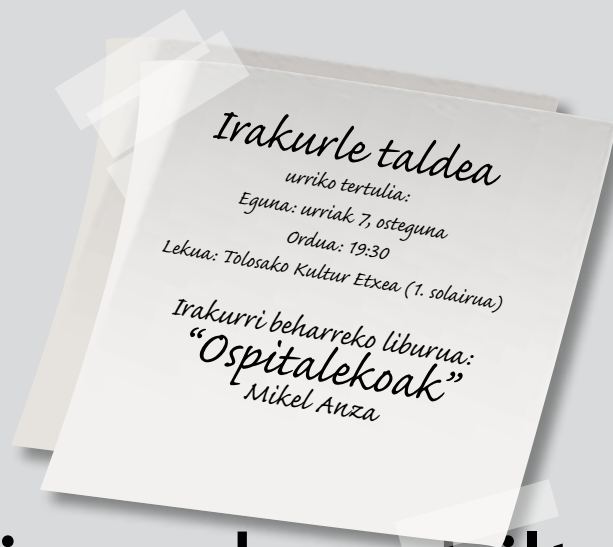 Irakurle taldea
urriko tertulia:
Eguna: urriak 7, osteguna
Ordua: 19:30
Lekua: Tolosako Kultur Etxea (1. solairua)
Irakurri beharreko liburua:
“Ospitalekoak”
Mikel Anza